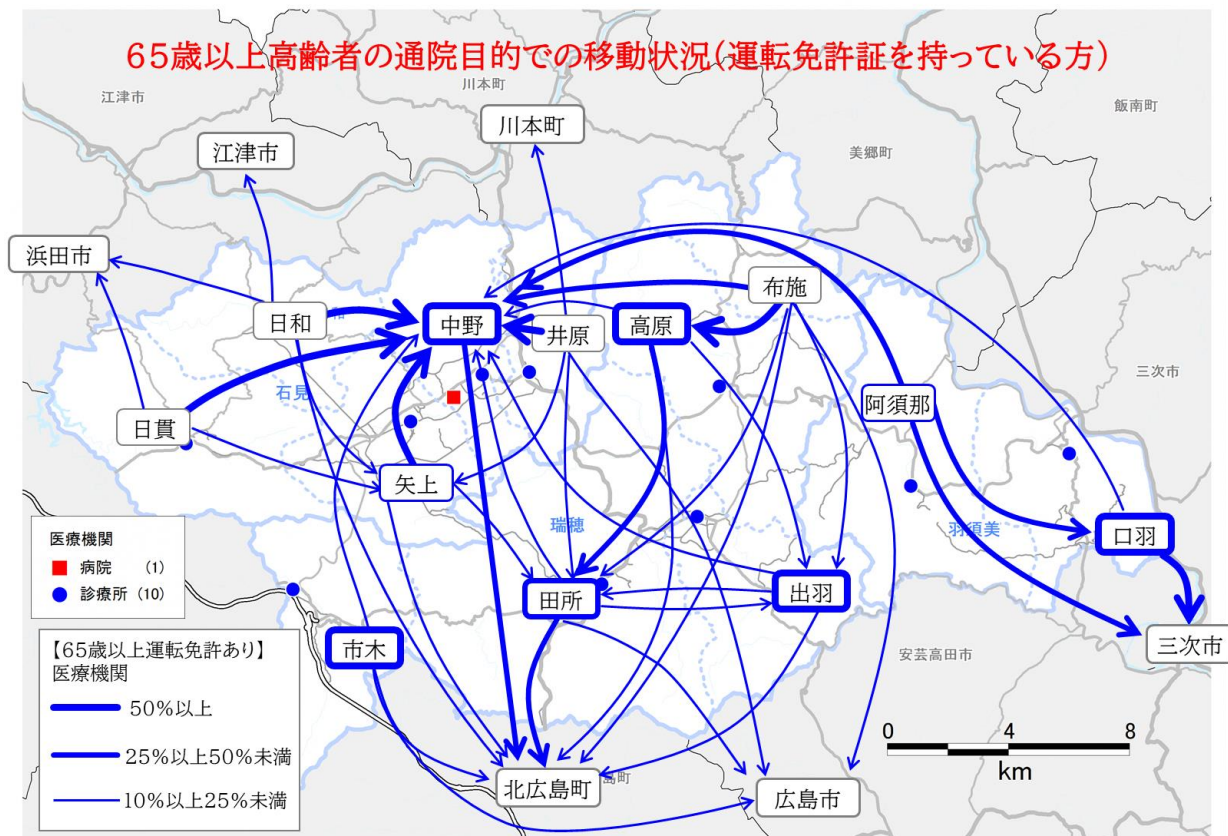 65歳以上高齢者の通院目的での移動状況(運転免許証を持っている方)
江津市
川本町
飯南町
川本町
江津市
美郷町
浜田市
布施
日和
中野
井原
高原
三次市
石見
阿須那
日貫
矢上
瑞穂
羽須美
口羽
医療機関
病院 (1)
診療所 (10)
田所
出羽
三次市
市木
安芸高田市
【65歳以上運転免許あり】
医療機関
50%以上
25%以上50%未満
10%以上25%未満
0 4 8
km
北広島町
島町
広島市